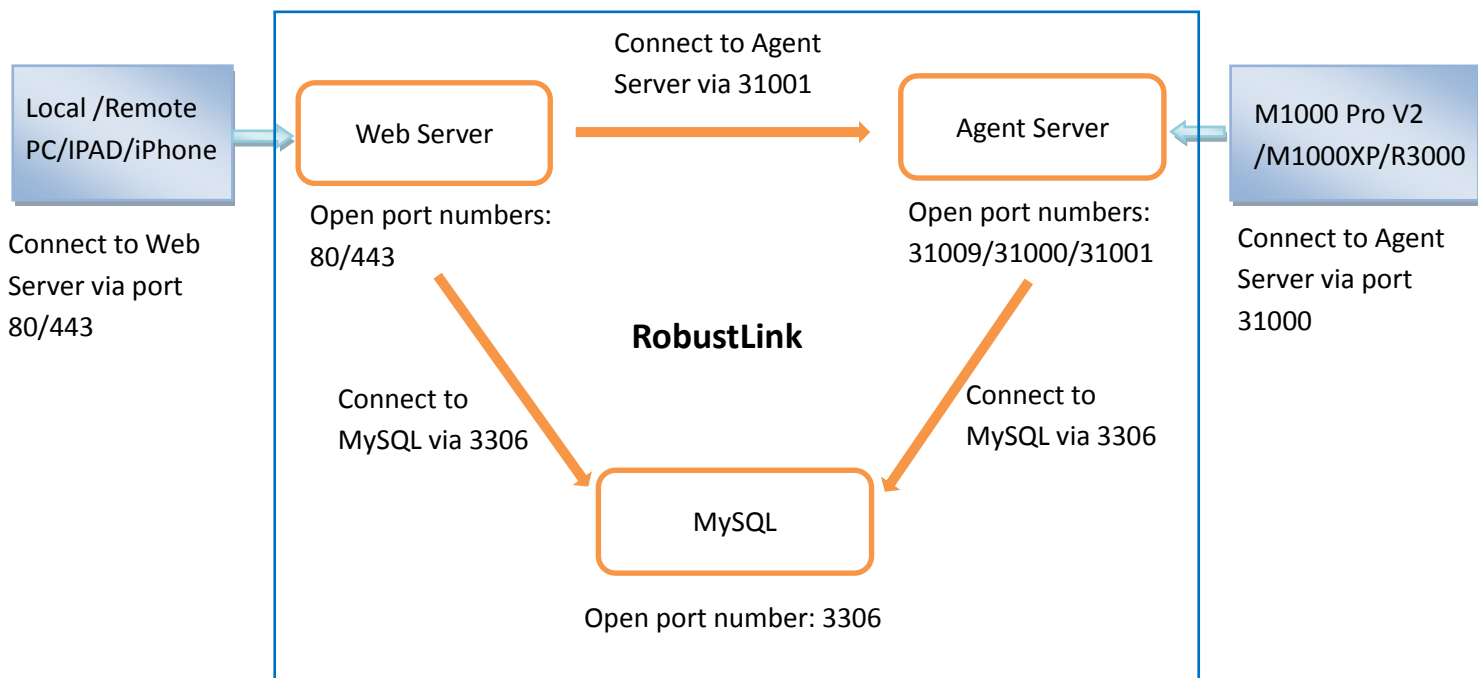 Local /Remote
PC/IPAD/iPhone
Connect to Web
Server via port
80/443
Web Server
Open port numbers:
80/443
Connect to Agent
Server via 31001
Agent Server
Open port numbers:
31009/31000/31001
M1000 Pro V2
/M1000XP/R3000
Connect to Agent
Server via port
31000
RobustLink
Connect to
MySQL via 3306
Connect to
MySQL via 3306
MySQL
Open port number: 3306